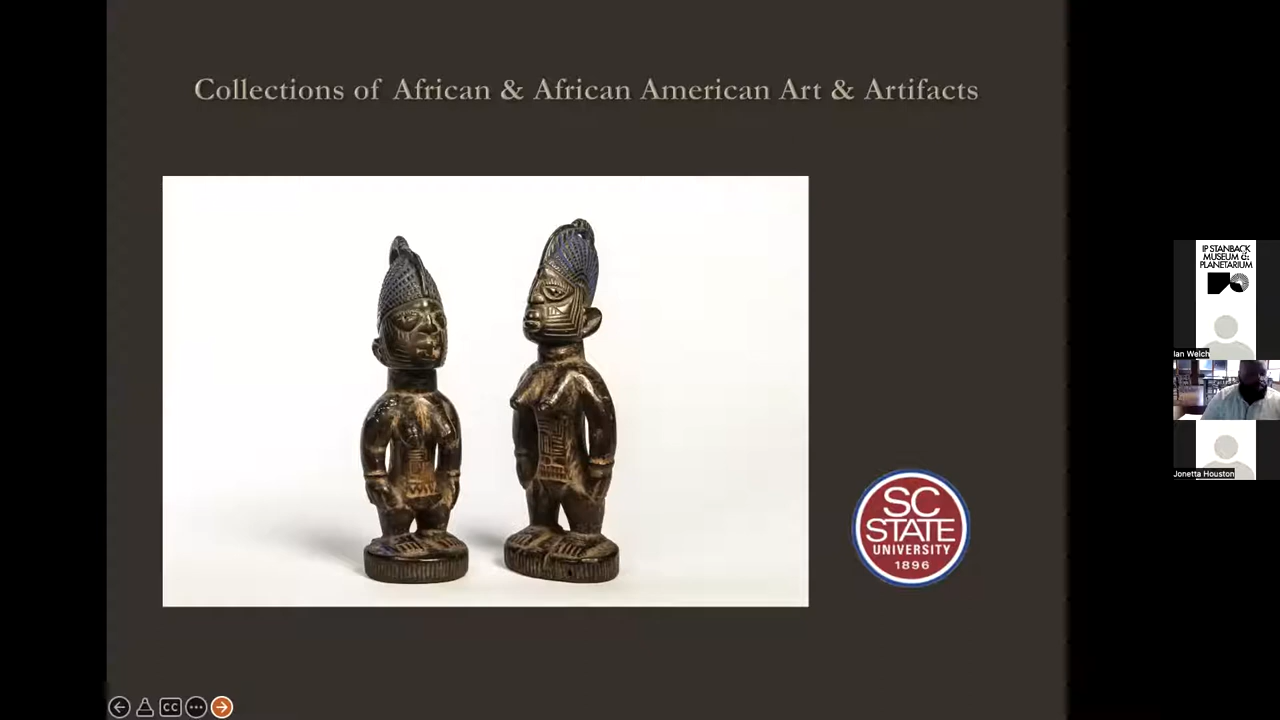 Collections of African & African American Art & Artifacts
SC
STATE
UNIVERSITY
1896
IP STANBACK
MUSEUM &
PLANETARIUM
Ian Welch
Jonetta Houston
CC